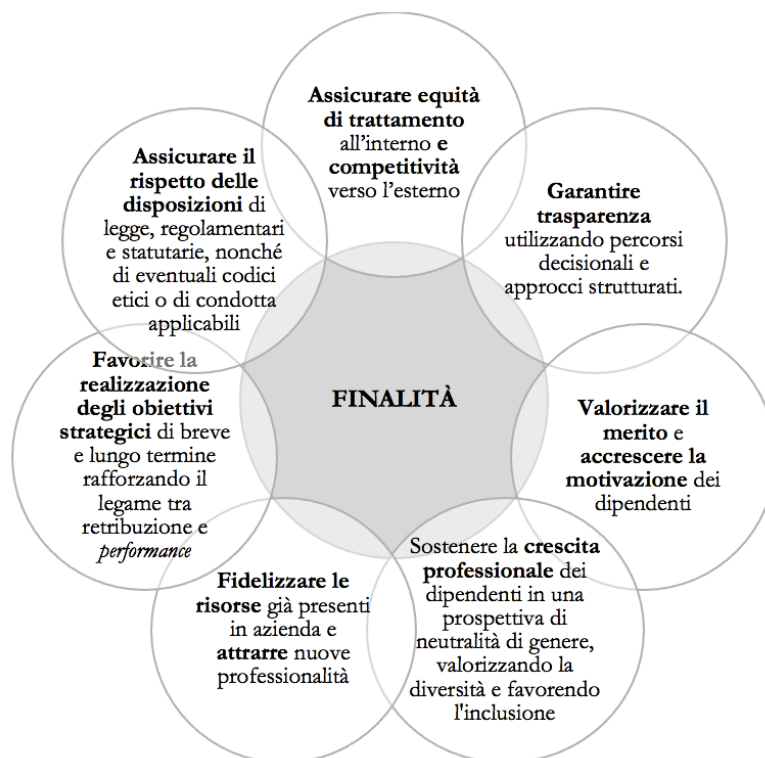 Assicurare equità
di trattamento
all'interno e
competitività
verso l'esterno
Garantire
trasparenza
utilizzando percorsi
decisionali e
approcci strutturati.
Valorizzare il
merito e
accrescere la
motivazione dei
dipendenti
Sostenere la crescita
professionale dei
dipendenti in una
prospettiva di
neutralità di genere,
valorizzando la
diversità e favorendo
l'inclusione
Fidelizzare le
risorse già presenti
in azienda e
attrarre nuove
professionalità
Favorire la
realizzazione
degli obiettivi
strategici di breve
e lungo termine
rafforzando il
legame tra
retribuzione e
performance
Assicurare il
rispetto delle
disposizioni di
legge, regolamentari
e statutarie, nonché
di eventuali codici
etici o di condotta
applicabili
FINALITÀ